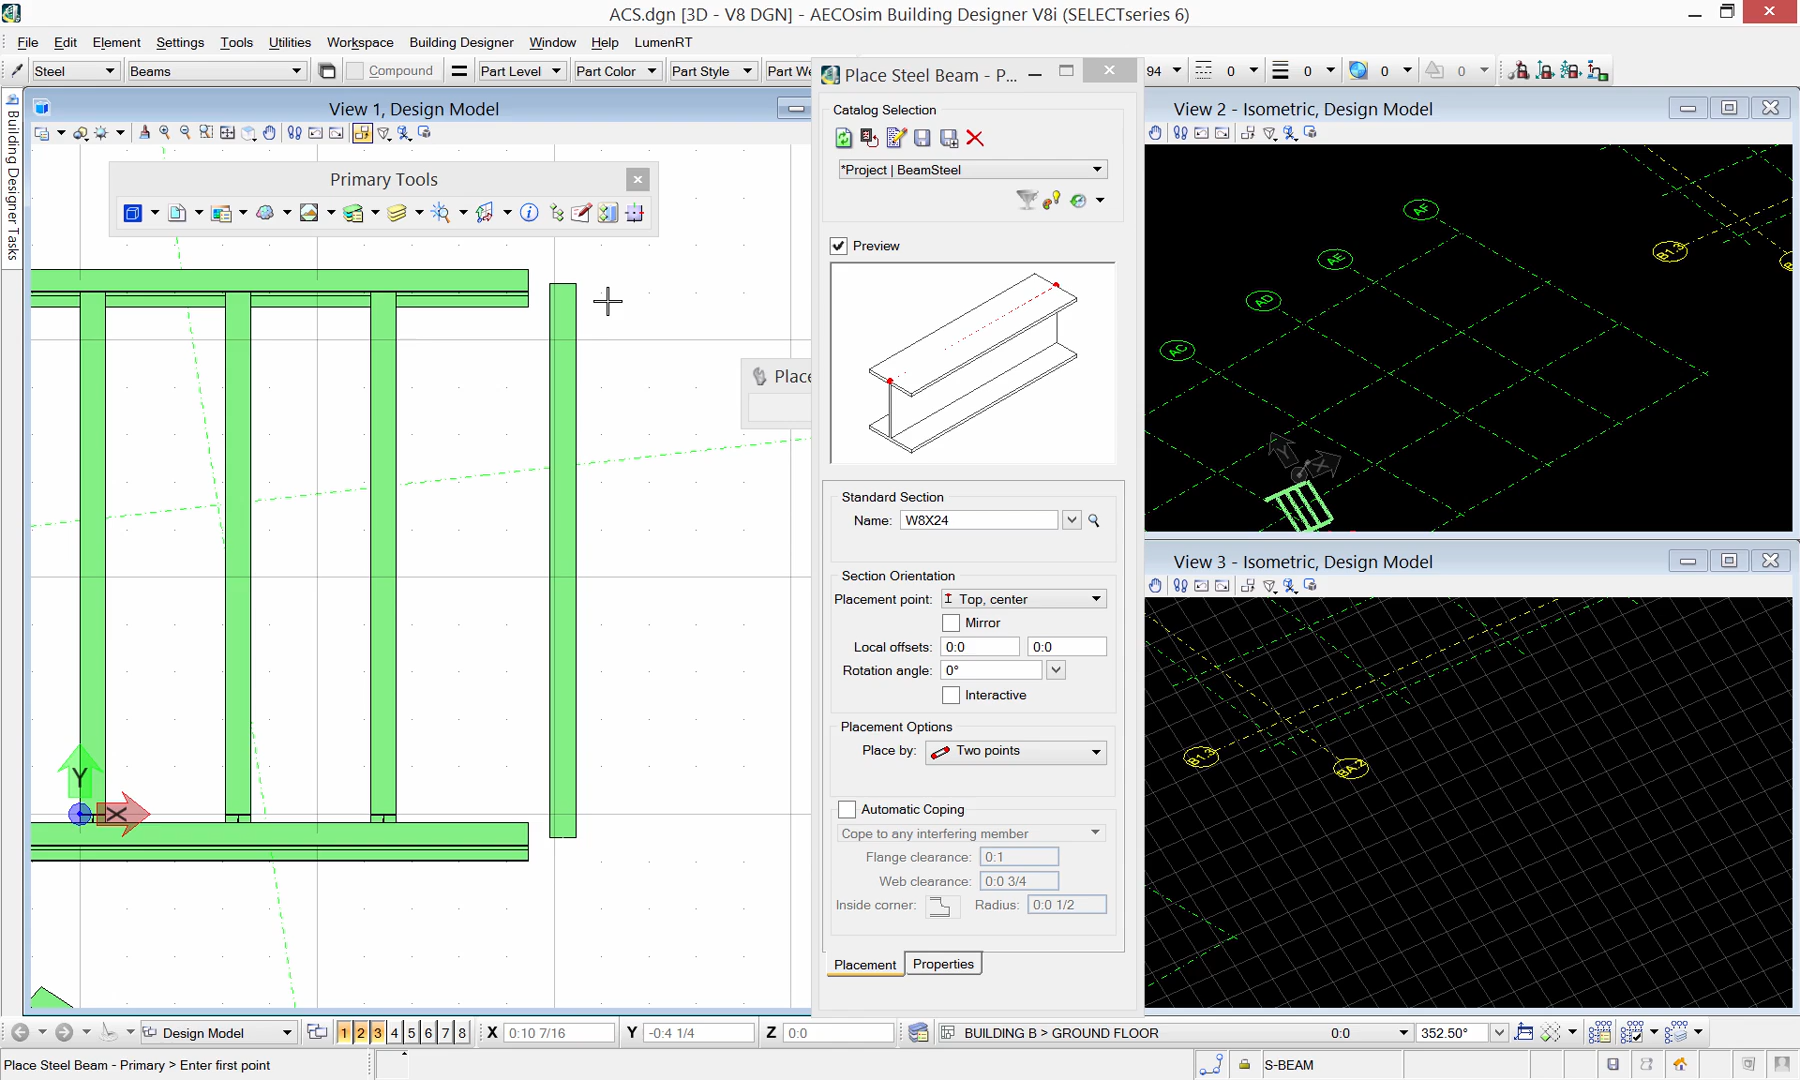 ACS.dgn [3D - V8 DGN] - AECOsim Building Designer V8i (SELECTseries 6)
File Edit Element Settings Tools Utilities Workspace Building Designer Window Help LumenRT
Steel Beams Compound Part Level Part Color Part Style Part We 94 0 0 0 0
Building Designer Tasks
View 1, Design Model
Primary Tools
Place
Y
X
Place Steel Beam - P...
Catalog Selection
*Project | BeamSteel
Preview
Standard Section
Name: W8X24
Section Orientation
Placement point: Top, center
Mirror
Local offsets: 0:0 0:0
Rotation angle: 0°
Interactive
Placement Options
Place by: Two points
Automatic Coping
Cope to any interfering member
Flange clearance: 0:1
Web clearance: 0:0 3/4
Inside corner: Radius: 0:0 1/2
Placement Properties
View 2 - Isometric, Design Model
AF
AE
AD
AC
B1.3
Y
X
View 3 - Isometric, Design Model
B1.3
BA.2
Design Model 1 2 3 4 5 6 7 8 X 0:10 7/16 Y -0:4 1/4 Z 0:0 BUILDING B > GROUND FLOOR 0:0 352.50°
Place Steel Beam - Primary > Enter first point S-BEAM